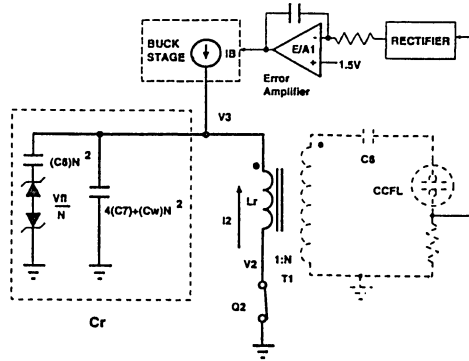 BUCK
STAGE
IB
E/A1
-
+
1.5V
Error
Amplifier
RECTIFIER
V3
(C6)N 2
Vfl
N
4(C7)+(Cw)N 2
Cr
I2
Lr
V2
Q2
1:N
T1
C6
CCFL